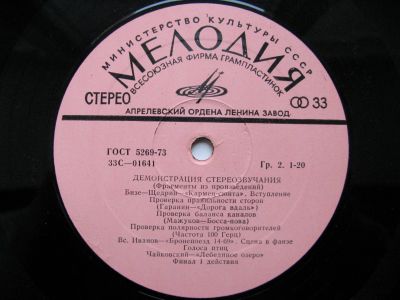 МИНИСТЕРСТВО КУЛЬТУРЫ СССР
МЕЛОДИЯ
ВСЕСОЮЗНАЯ ФИРМА ГРАМПЛАСТИНОК
СТЕРЕО
33
АПРЕЛЕВСКИЙ ОРДЕНА ЛЕНИНА ЗАВОД
ГОСТ 5289-73
33С—01641
Гр. 2. 1-20
ДЕМОНСТРАЦИЯ СТЕРЕОЗВУЧАНИЯ
(Фрагменты из произведений)
Бизе—Щедрин—«Кармен-сюита». Вступление
Проверка правильности сторон
(Гаранян—«Дорога вдаль»)
Проверка баланса каналов
(Мажуков—Босса-нова)
Проверка полярности громкоговорителей
(Частота 100 Герц)
Вс. Иванов—«Бронепоезд 14-69». Сцена в фанзе
Голоса птиц
Чайковский—«Лебединое озеро»
Финал 1 действия